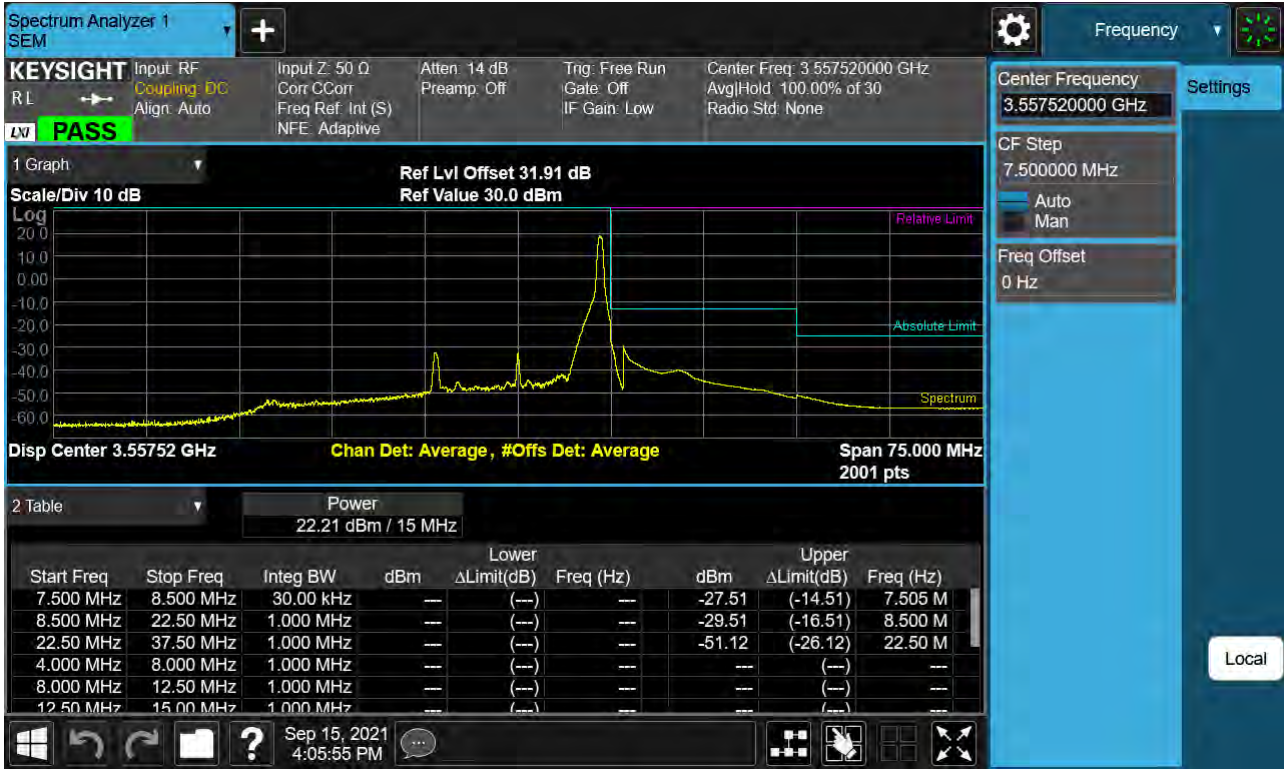 Spectrum Analyzer 1
SEM
Frequency
KEYSIGHT
R L
LXI
PASS
Input: RF
Coupling: DC
Align: Auto
Input Z: 50 Ω
Corr CCorr
Freq Ref: Int (S)
NFE: Adaptive
Atten: 14 dB
Preamp: Off
Trig: Free Run
Gate: Off
IF Gain: Low
Center Freq: 3.557520000 GHz
Avg|Hold: 100.00% of 30
Radio Std: None
Center Frequency
3.557520000 GHz
Settings
CF Step
7.500000 MHz
Auto
Man
Freq Offset
0 Hz
1 Graph
Scale/Div 10 dB
Ref Lvl Offset 31.91 dB
Ref Value 30.0 dBm
Log
20.0
10.0
0.00
-10.0
-20.0
-30.0
-40.0
-50.0
-60.0
Relative Limit
Absolute Limit
Spectrum
Disp Center 3.55752 GHz
Chan Det: Average, #Offs Det: Average
Span 75.000 MHz
2001 pts
2 Table
Power
22.21 dBm / 15 MHz
Lower Upper
Start Freq Stop Freq Integ BW dBm ΔLimit(dB) Freq (Hz) dBm ΔLimit(dB) Freq (Hz)
7.500 MHz 8.500 MHz 30.00 kHz --- (---) --- -27.51 (-14.51) 7.505 M
8.500 MHz 22.50 MHz 1.000 MHz --- (---) --- -29.51 (-16.51) 8.500 M
22.50 MHz 37.50 MHz 1.000 MHz --- (---) --- -51.12 (-26.12) 22.50 M
4.000 MHz 8.000 MHz 1.000 MHz --- (---) --- --- (---) ---
8.000 MHz 12.50 MHz 1.000 MHz --- (---) --- --- (---) ---
12.50 MHz 15.00 MHz 1.000 MHz --- (---) --- --- (---) ---
Local
?
Sep 15, 2021
4:05:55 PM